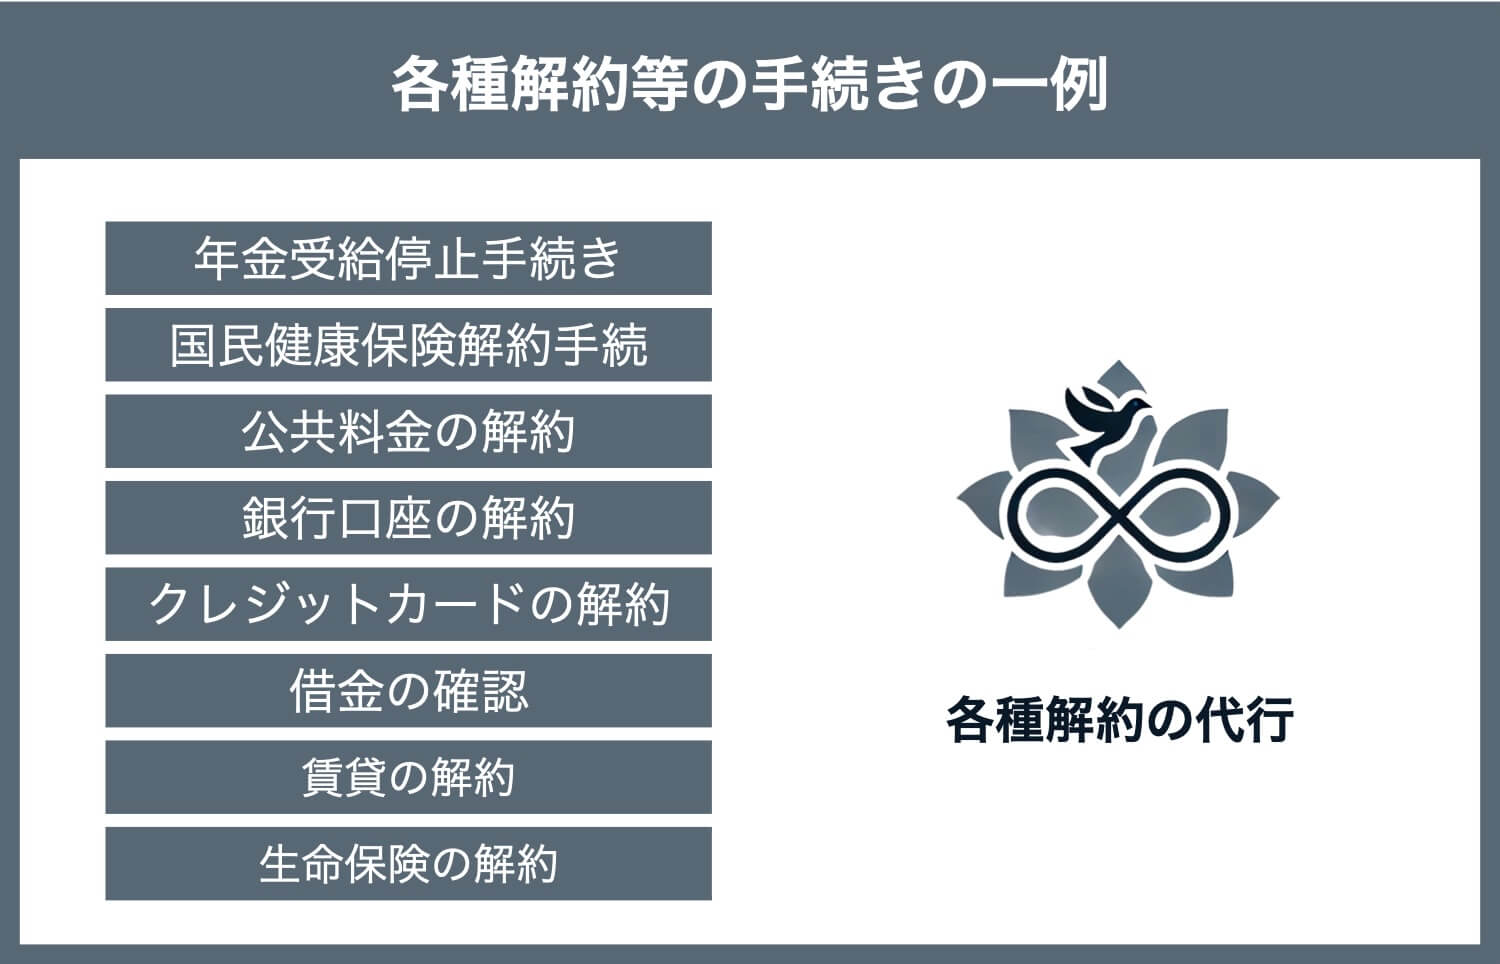 各種解約等の手続きの一例
年金受給停止手続き
国民健康保険解約手続
公共料金の解約
銀行口座の解約
クレジットカードの解約
借金の確認
賃貸の解約
生命保険の解約
各種解約の代行